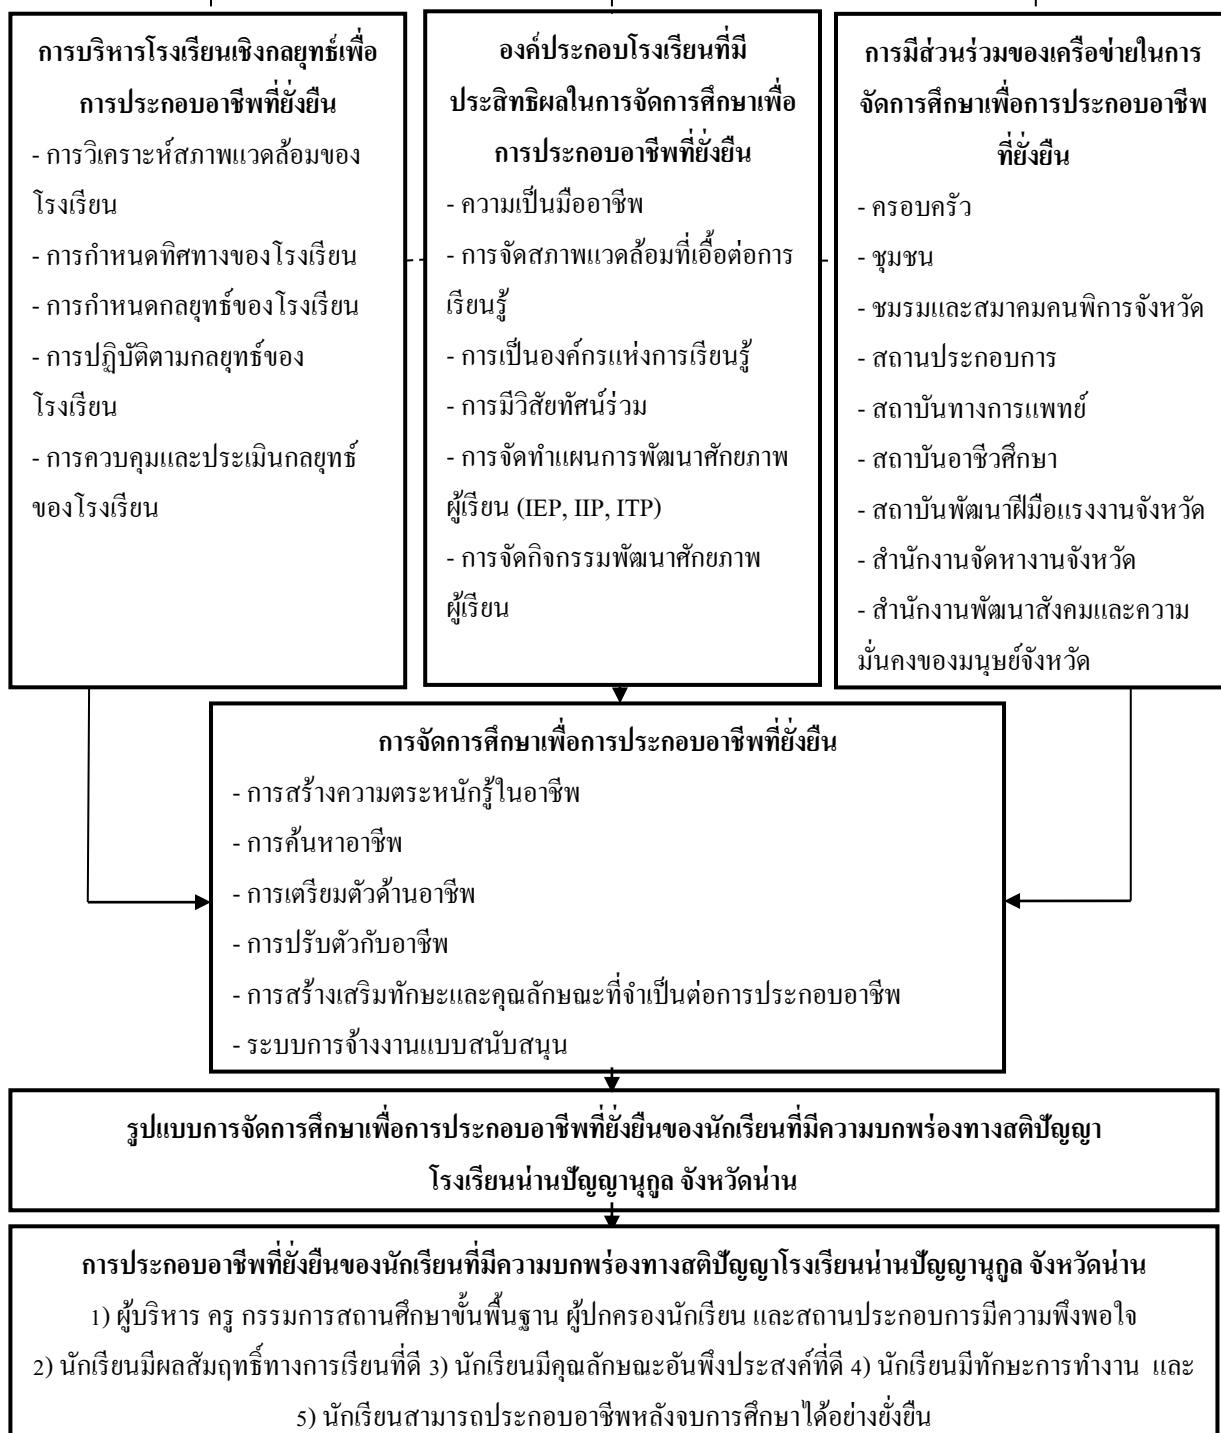 การบริหารโรงเรียนเชิงกลยุทธ์เพื่อ
การประกอบอาชีพที่ยั่งยืน
- การวิเคราะห์สภาพแวดล้อมของ
โรงเรียน
- การกำหนดทิศทางของโรงเรียน
- การกำหนดกลยุทธ์ของโรงเรียน
- การปฏิบัติตามกลยุทธ์ของ
โรงเรียน
- การควบคุมและประเมินกลยุทธ์
ของโรงเรียน
องค์ประกอบโรงเรียนที่มี
ประสิทธิผลในการจัดการศึกษาเพื่อ
การประกอบอาชีพที่ยั่งยืน
- ความเป็นมืออาชีพ
- การจัดสภาพแวดล้อมที่เอื้อต่อการ
เรียนรู้
- การเป็นองค์กรแห่งการเรียนรู้
- การมีวิสัยทัศน์ร่วม
- การจัดทำแผนการพัฒนาศักยภาพ
ผู้เรียน (IEP, IIP, ITP)
- การจัดกิจกรรมพัฒนาศักยภาพ
ผู้เรียน
การมีส่วนร่วมของเครือข่ายในการ
จัดการศึกษาเพื่อการประกอบอาชีพ
ที่ยั่งยืน
- ครอบครัว
- ชุมชน
- ชมรมและสมาคมคนพิการจังหวัด
- สถานประกอบการ
- สถาบันทางการแพทย์
- สถาบันอาชีวศึกษา
- สถาบันพัฒนาฝีมือแรงงานจังหวัด
- สำนักงานจัดหางานจังหวัด
- สำนักงานพัฒนาสังคมและความ
มั่นคงของมนุษย์จังหวัด
การจัดการศึกษาเพื่อการประกอบอาชีพที่ยั่งยืน
- การสร้างความตระหนักรู้ในอาชีพ
- การค้นหาอาชีพ
- การเตรียมตัวด้านอาชีพ
- การปรับตัวกับอาชีพ
- การสร้างเสริมทักษะและคุณลักษณะที่จำเป็นต่อการประกอบอาชีพ
- ระบบการจ้างงานแบบสนับสนุน
รูปแบบการจัดการศึกษาเพื่อการประกอบอาชีพที่ยั่งยืนของนักเรียนที่มีความบกพร่องทางสติปัญญา
โรงเรียนน่านปัญญานุกูล จังหวัดน่าน
การประกอบอาชีพที่ยั่งยืนของนักเรียนที่มีความบกพร่องทางสติปัญญาโรงเรียนน่านปัญญานุกูล จังหวัดน่าน
1) ผู้บริหาร ครู กรรมการสถานศึกษาขั้นพื้นฐาน ผู้ปกครองนักเรียน และสถานประกอบการมีความพึงพอใจ
2) นักเรียนมีผลสัมฤทธิ์ทางการเรียนที่ดี 3) นักเรียนมีคุณลักษณะอันพึงประสงค์ที่ดี 4) นักเรียนมีทักษะการทำงาน และ
5) นักเรียนสามารถประกอบอาชีพหลังจบการศึกษาได้อย่างยั่งยืน